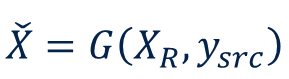 X̌ = G(X_R, y_src)